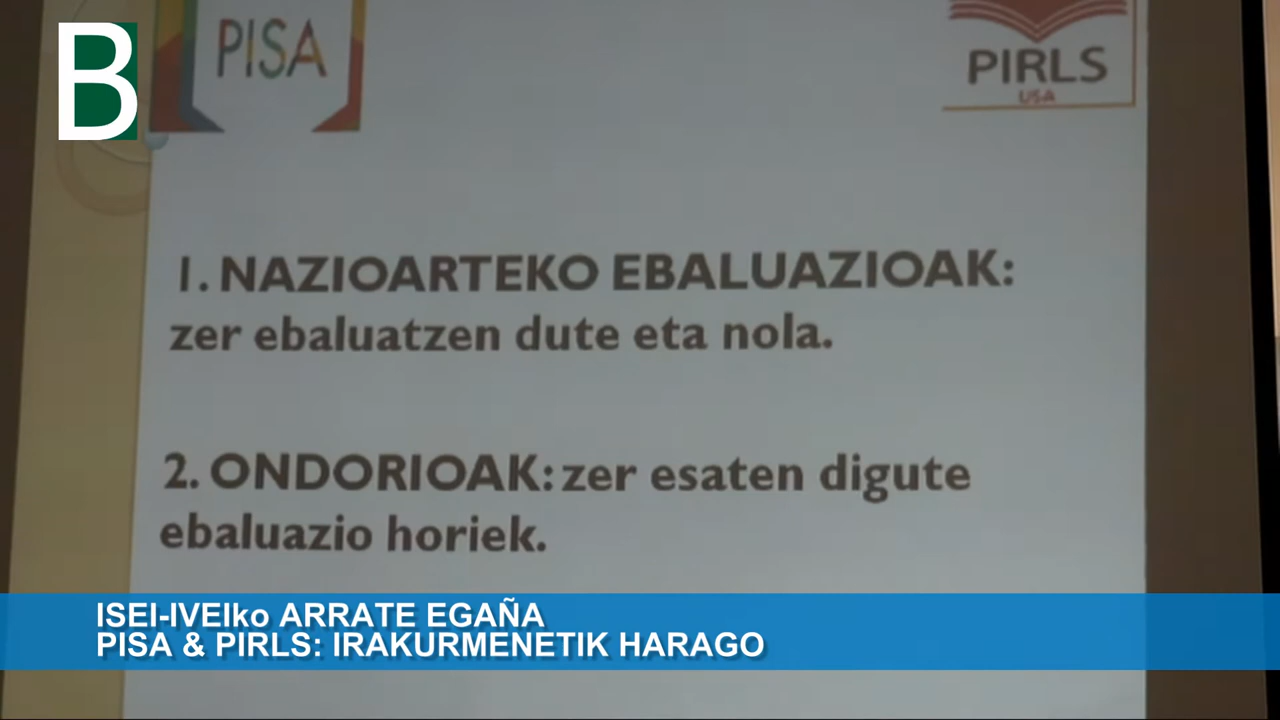 B
PISA
PIRLS
USA
1. NAZIOARTEKO EBALUAZIOAK:
zer ebaluatzen dute eta nola.
2. ONDORIOAK: zer esaten digute
ebaluazio horiek.
ISEI-IVEIko ARRATE EGAÑA
PISA & PIRLS: IRAKURMENETIK HARAGO